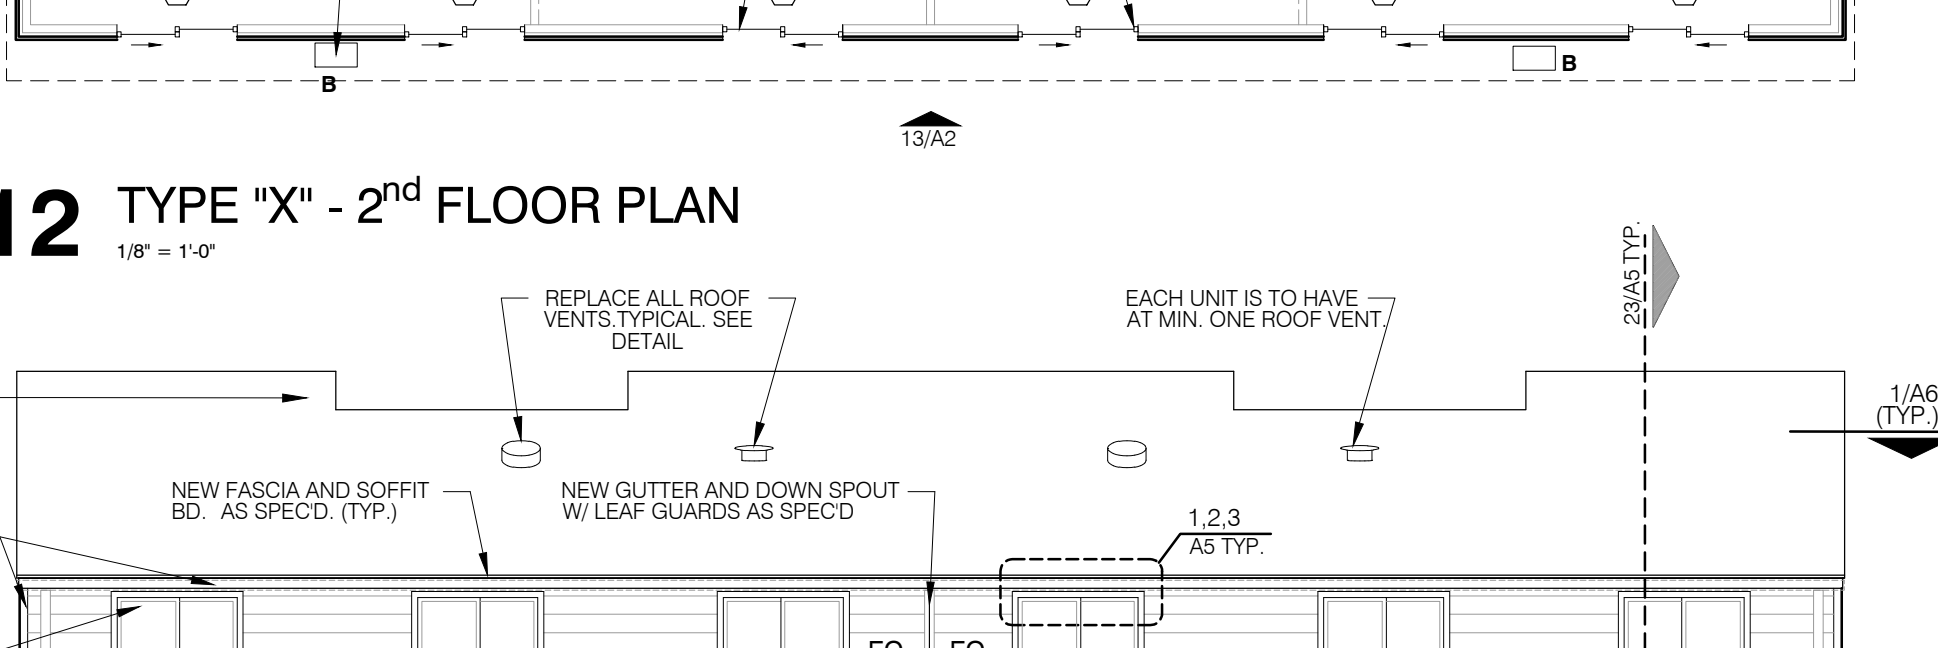 B
B
13/A2
12 TYPE "X" - 2nd FLOOR PLAN
1/8" = 1'-0"
23/A5 TYP.
REPLACE ALL ROOF
VENTS.TYPICAL. SEE
DETAIL
EACH UNIT IS TO HAVE
AT MIN. ONE ROOF VENT.
1/A6
(TYP.)
NEW FASCIA AND SOFFIT
BD. AS SPEC'D. (TYP.)
NEW GUTTER AND DOWN SPOUT
W/ LEAF GUARDS AS SPEC'D
1,2,3
A5 TYP.